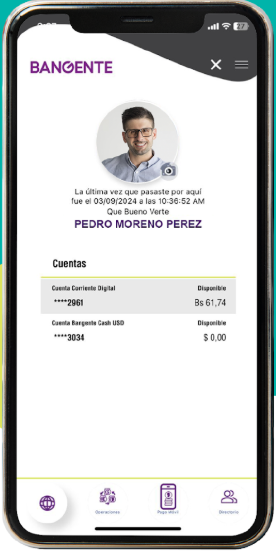 BANGENTE
La última vez que pasaste por aquí
fue el 03/09/2024 a las 10:36:52 AM
Que Bueno Verte
PEDRO MORENO PEREZ
Cuentas
Cuenta Corriente Digital Disponible
****2961 Bs 61,74
Cuenta Bangente Cash USD Disponible
****3034 $ 0,00
Operaciones Pago Móvil Directorio